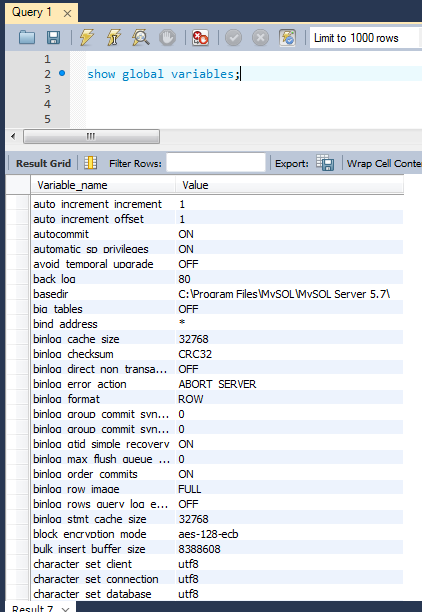 Query 1
Limit to 1000 rows
1
2 show global variables;
3
4
5
Result Grid Filter Rows: Export: Wrap Cell Conte
Variable_name Value
auto_increment_increment 1
auto_increment_offset 1
autocommit ON
automatic_sp_privileges ON
avoid_temporal_upgrade OFF
back_log 80
basedir C:\Program Files\MySQL\MySQL Server 5.7\
big_tables OFF
bind_address *
binlog_cache_size 32768
binlog_checksum CRC32
binlog_direct_non_transa... OFF
binlog_error_action ABORT_SERVER
binlog_format ROW
binlog_group_commit_syn... 0
binlog_group_commit_syn... 0
binlog_gtid_simple_recovery ON
binlog_max_flush_queue_... 0
binlog_order_commits ON
binlog_row_image FULL
binlog_rows_query_log_e... OFF
binlog_stmt_cache_size 32768
block_encryption_mode aes-128-ecb
bulk_insert_buffer_size 8388608
character_set_client utf8
character_set_connection utf8
character_set_database utf8
Result 7